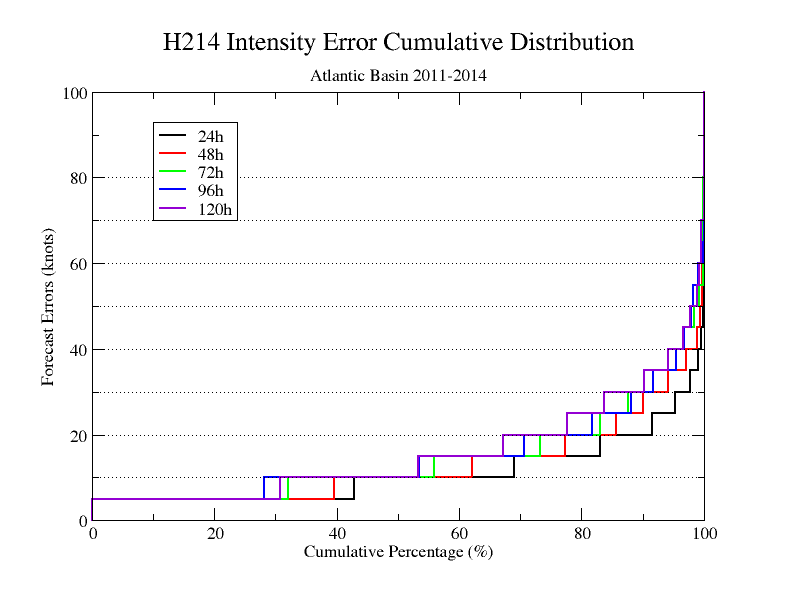 H214 Intensity Error Cumulative Distribution
Atlantic Basin 2011-2014
100
80
60
40
20
0
Forecast Errors (knots)
24h
48h
72h
96h
120h
0 20 40 60 80 100
Cumulative Percentage (%)